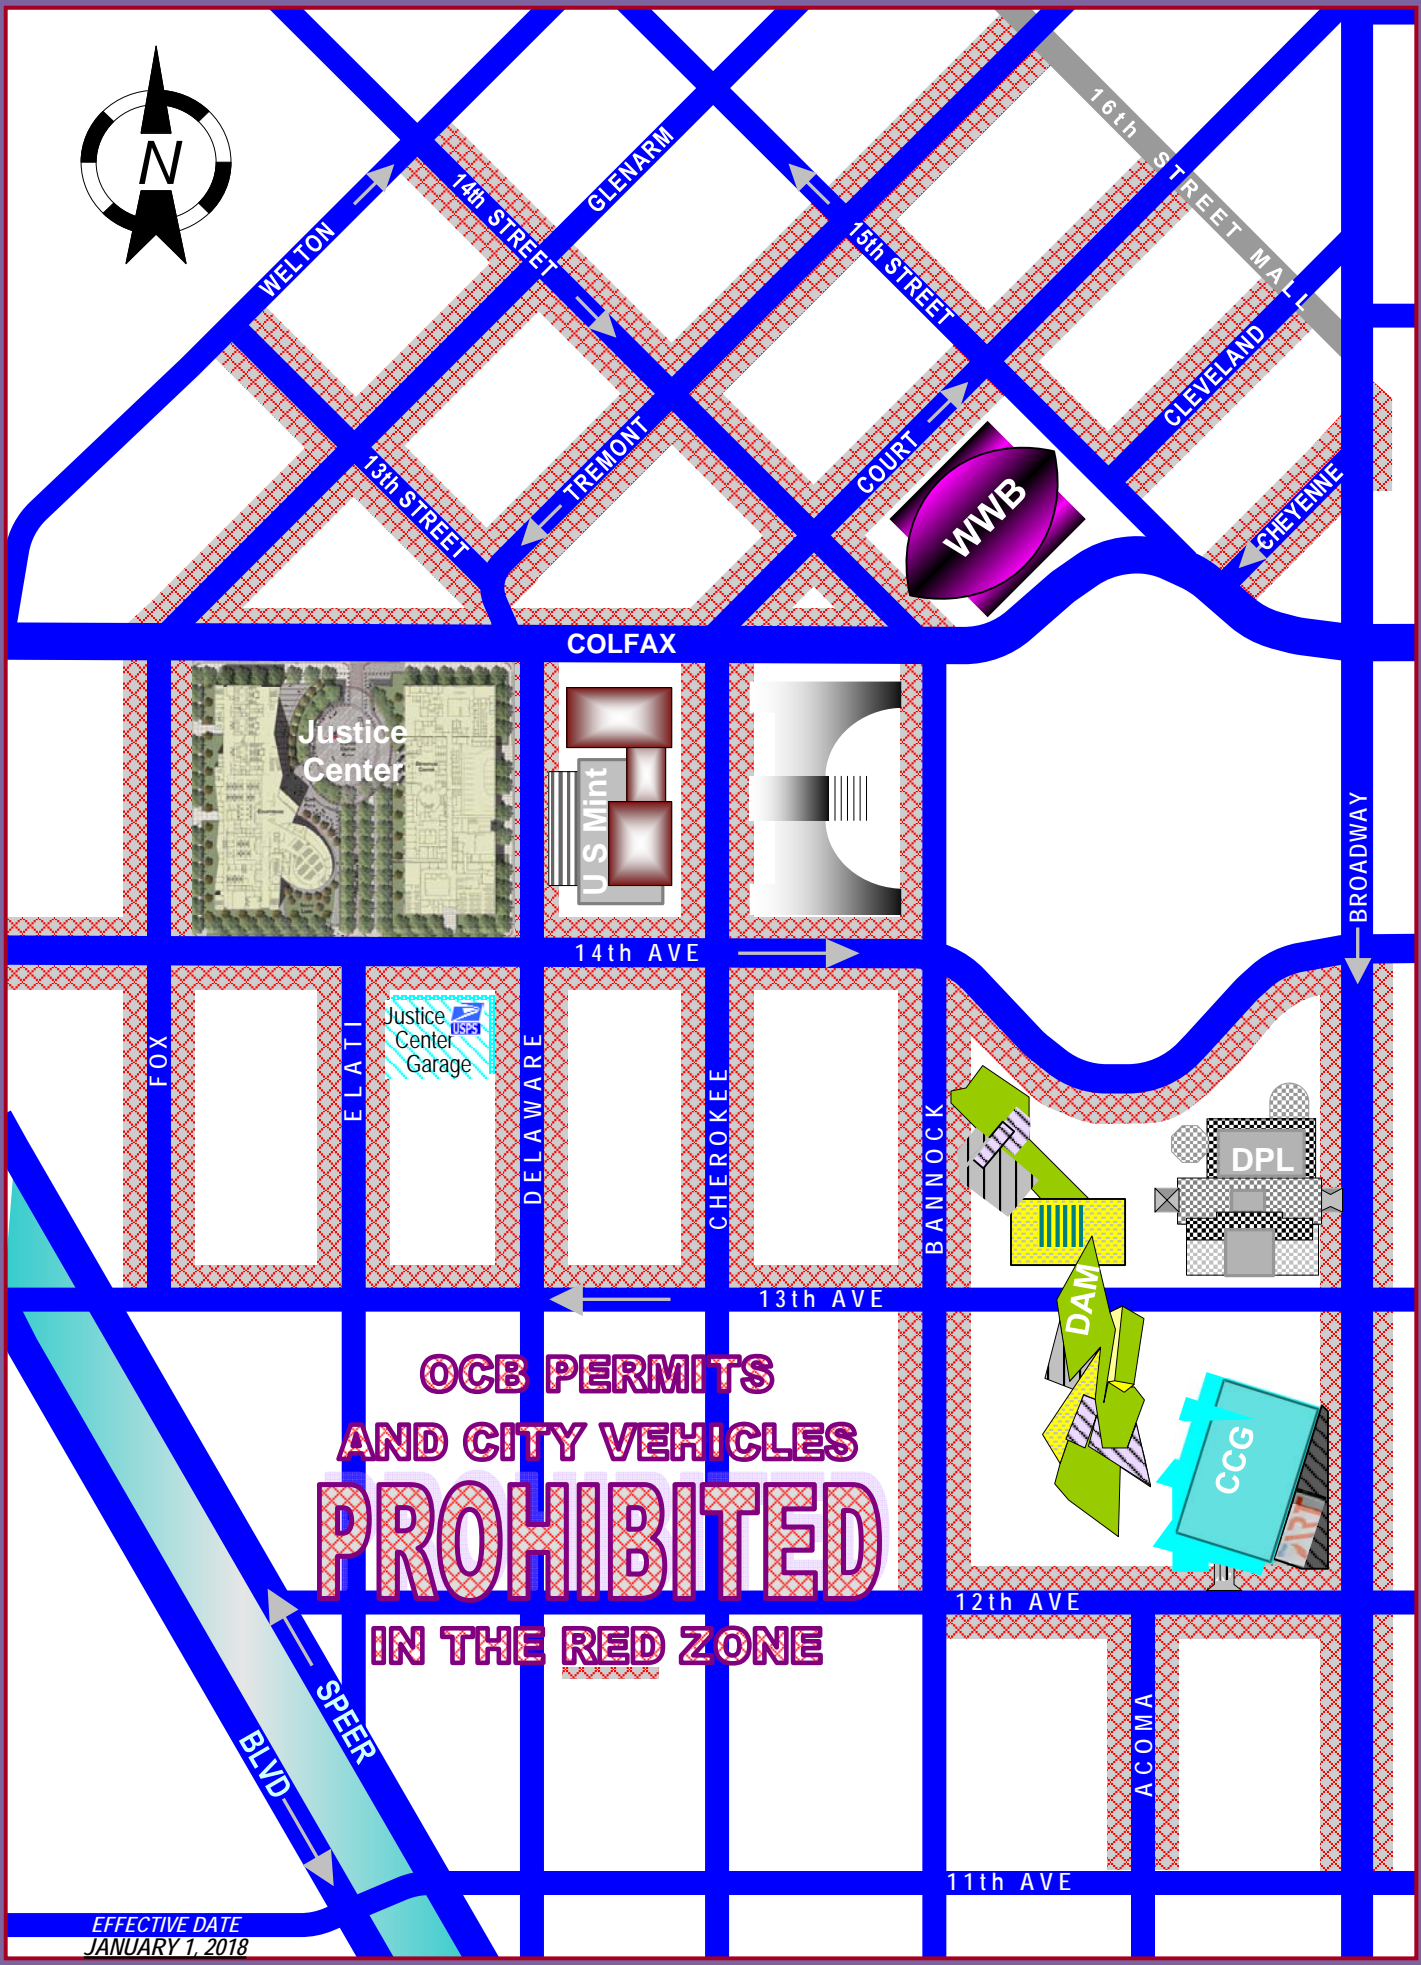 N
16th STREET MALL
WELTON
14th STREET
GLENARM
15th STREET
CLEVELAND
13th STREET
TREMONT
COURT
WWB
CHEYENNE
COLFAX
Justice
Center
U S Mint
BROADWAY
14th AVE
FOX
ELATI
Justice
Center
Garage
USPS
DELAWARE
CHEROKEE
BANNOCK
DPL
13th AVE
DAM
OCB PERMITS
AND CITY VEHICLES
PROHIBITED
IN THE RED ZONE
CCG
ART
12th AVE
SPEER
BLVD
ACOMA
11th AVE
EFFECTIVE DATE
JANUARY 1, 2018